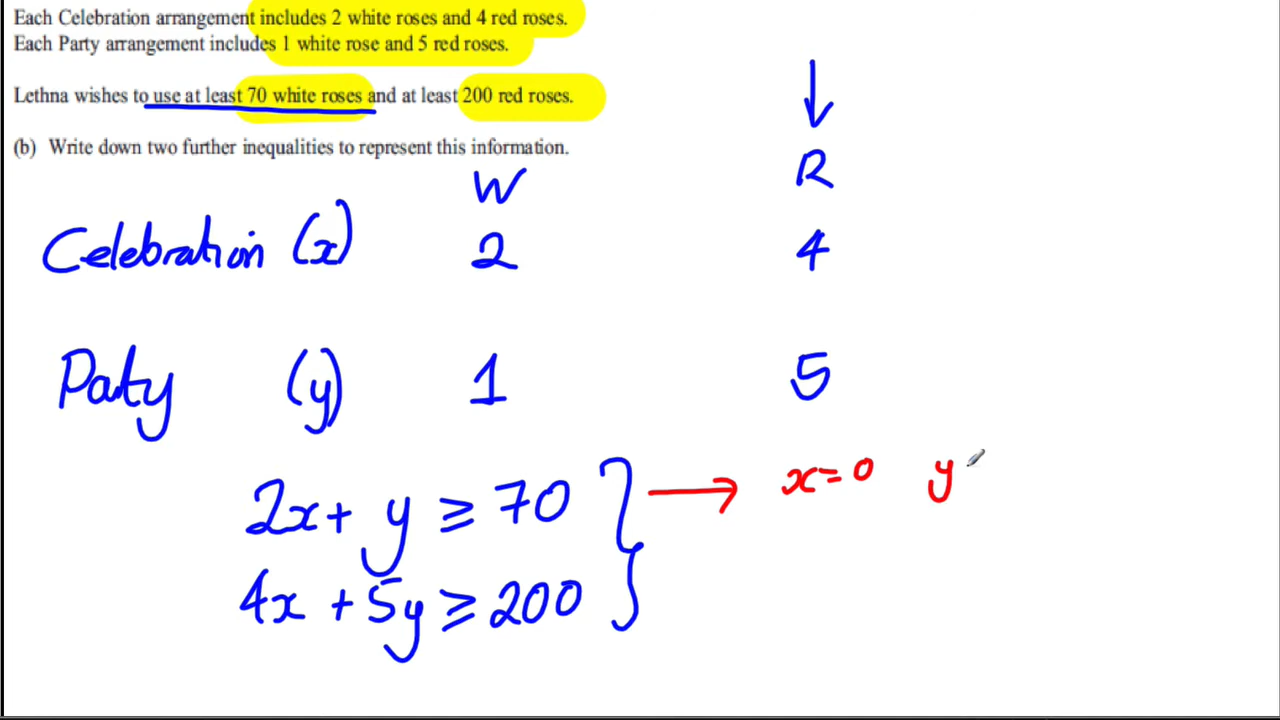 Each Celebration arrangement includes 2 white roses and 4 red roses.
Each Party arrangement includes 1 white rose and 5 red roses.
Lethna wishes to use at least 70 white roses and at least 200 red roses.
(b) Write down two further inequalities to represent this information.
W R
Celebration (x) 2 4
Party (y) 1 5
2x + y ⩾ 70 x=0 y
4x + 5y ⩾ 200